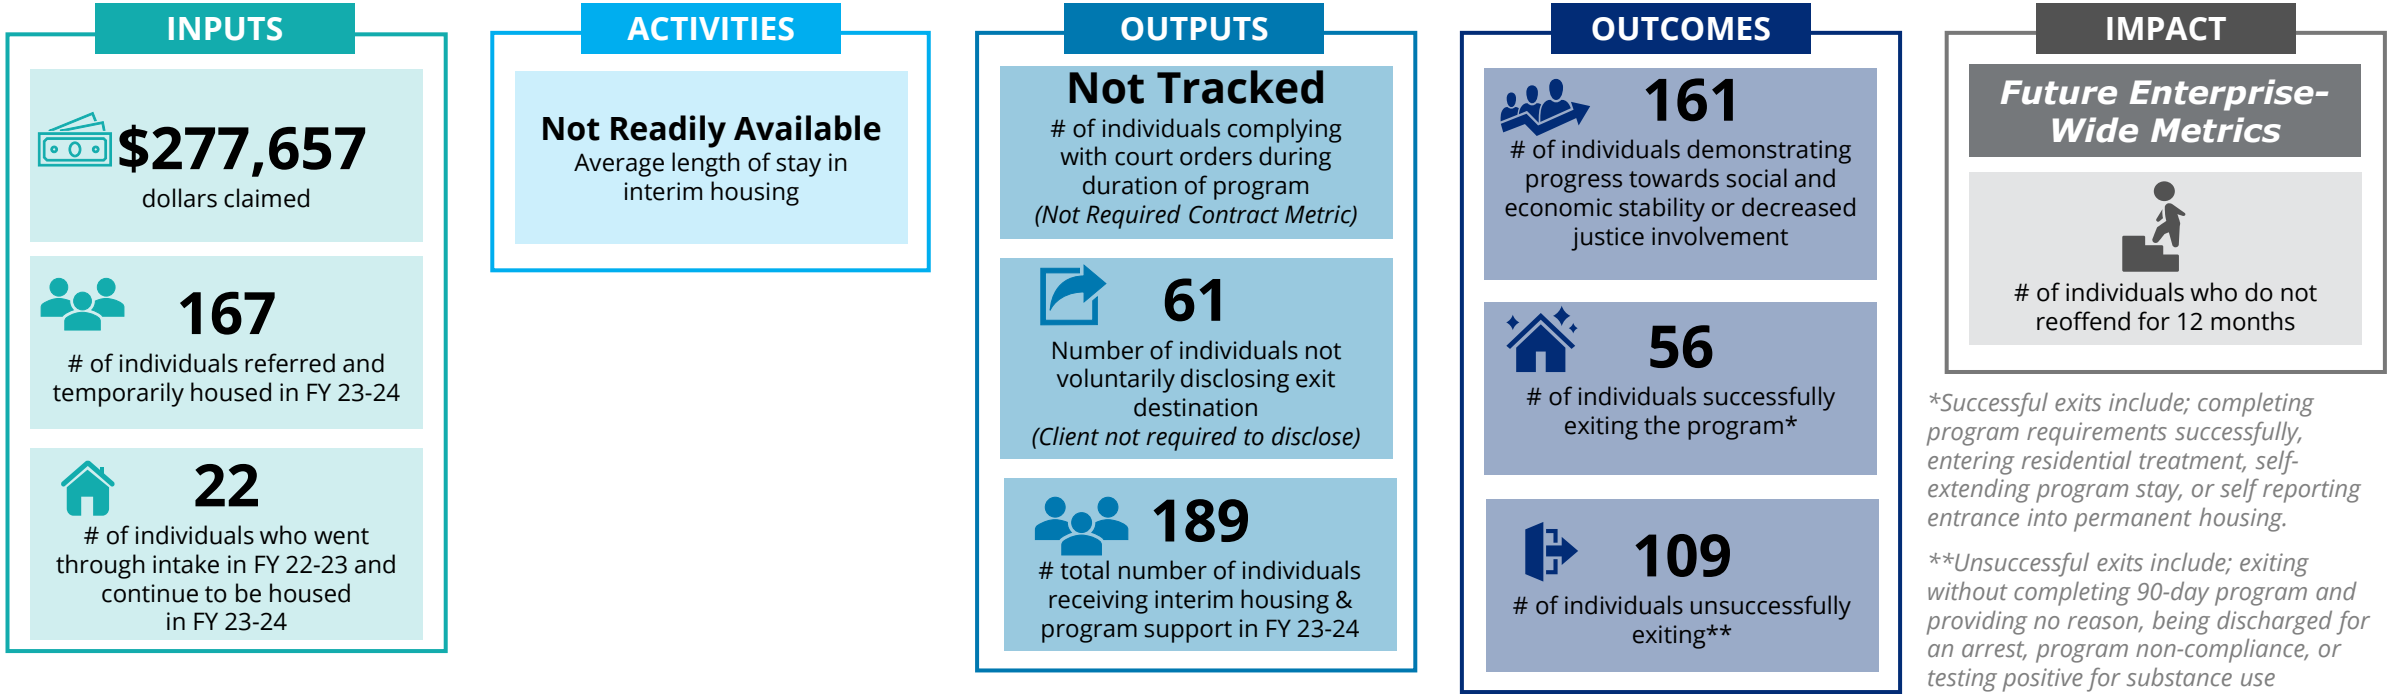 INPUTS
$277,657
dollars claimed
167
# of individuals referred and
temporarily housed in FY 23-24
22
# of individuals who went
through intake in FY 22-23 and
continue to be housed
in FY 23-24
ACTIVITIES
Not Readily Available
Average length of stay in
interim housing
OUTPUTS
Not Tracked
# of individuals complying
with court orders during
duration of program
(Not Required Contract Metric)
61
Number of individuals not
voluntarily disclosing exit
destination
(Client not required to disclose)
189
# total number of individuals
receiving interim housing &
program support in FY 23-24
OUTCOMES
161
# of individuals demonstrating
progress towards social and
economic stability or decreased
justice involvement
56
# of individuals successfully
exiting the program*
109
# of individuals unsuccessfully
exiting**
IMPACT
Future Enterprise-
Wide Metrics
# of individuals who do not
reoffend for 12 months
*Successful exits include; completing
program requirements successfully,
entering residential treatment, self-
extending program stay, or self reporting
entrance into permanent housing.
**Unsuccessful exits include; exiting
without completing 90-day program and
providing no reason, being discharged for
an arrest, program non-compliance, or
testing positive for substance use